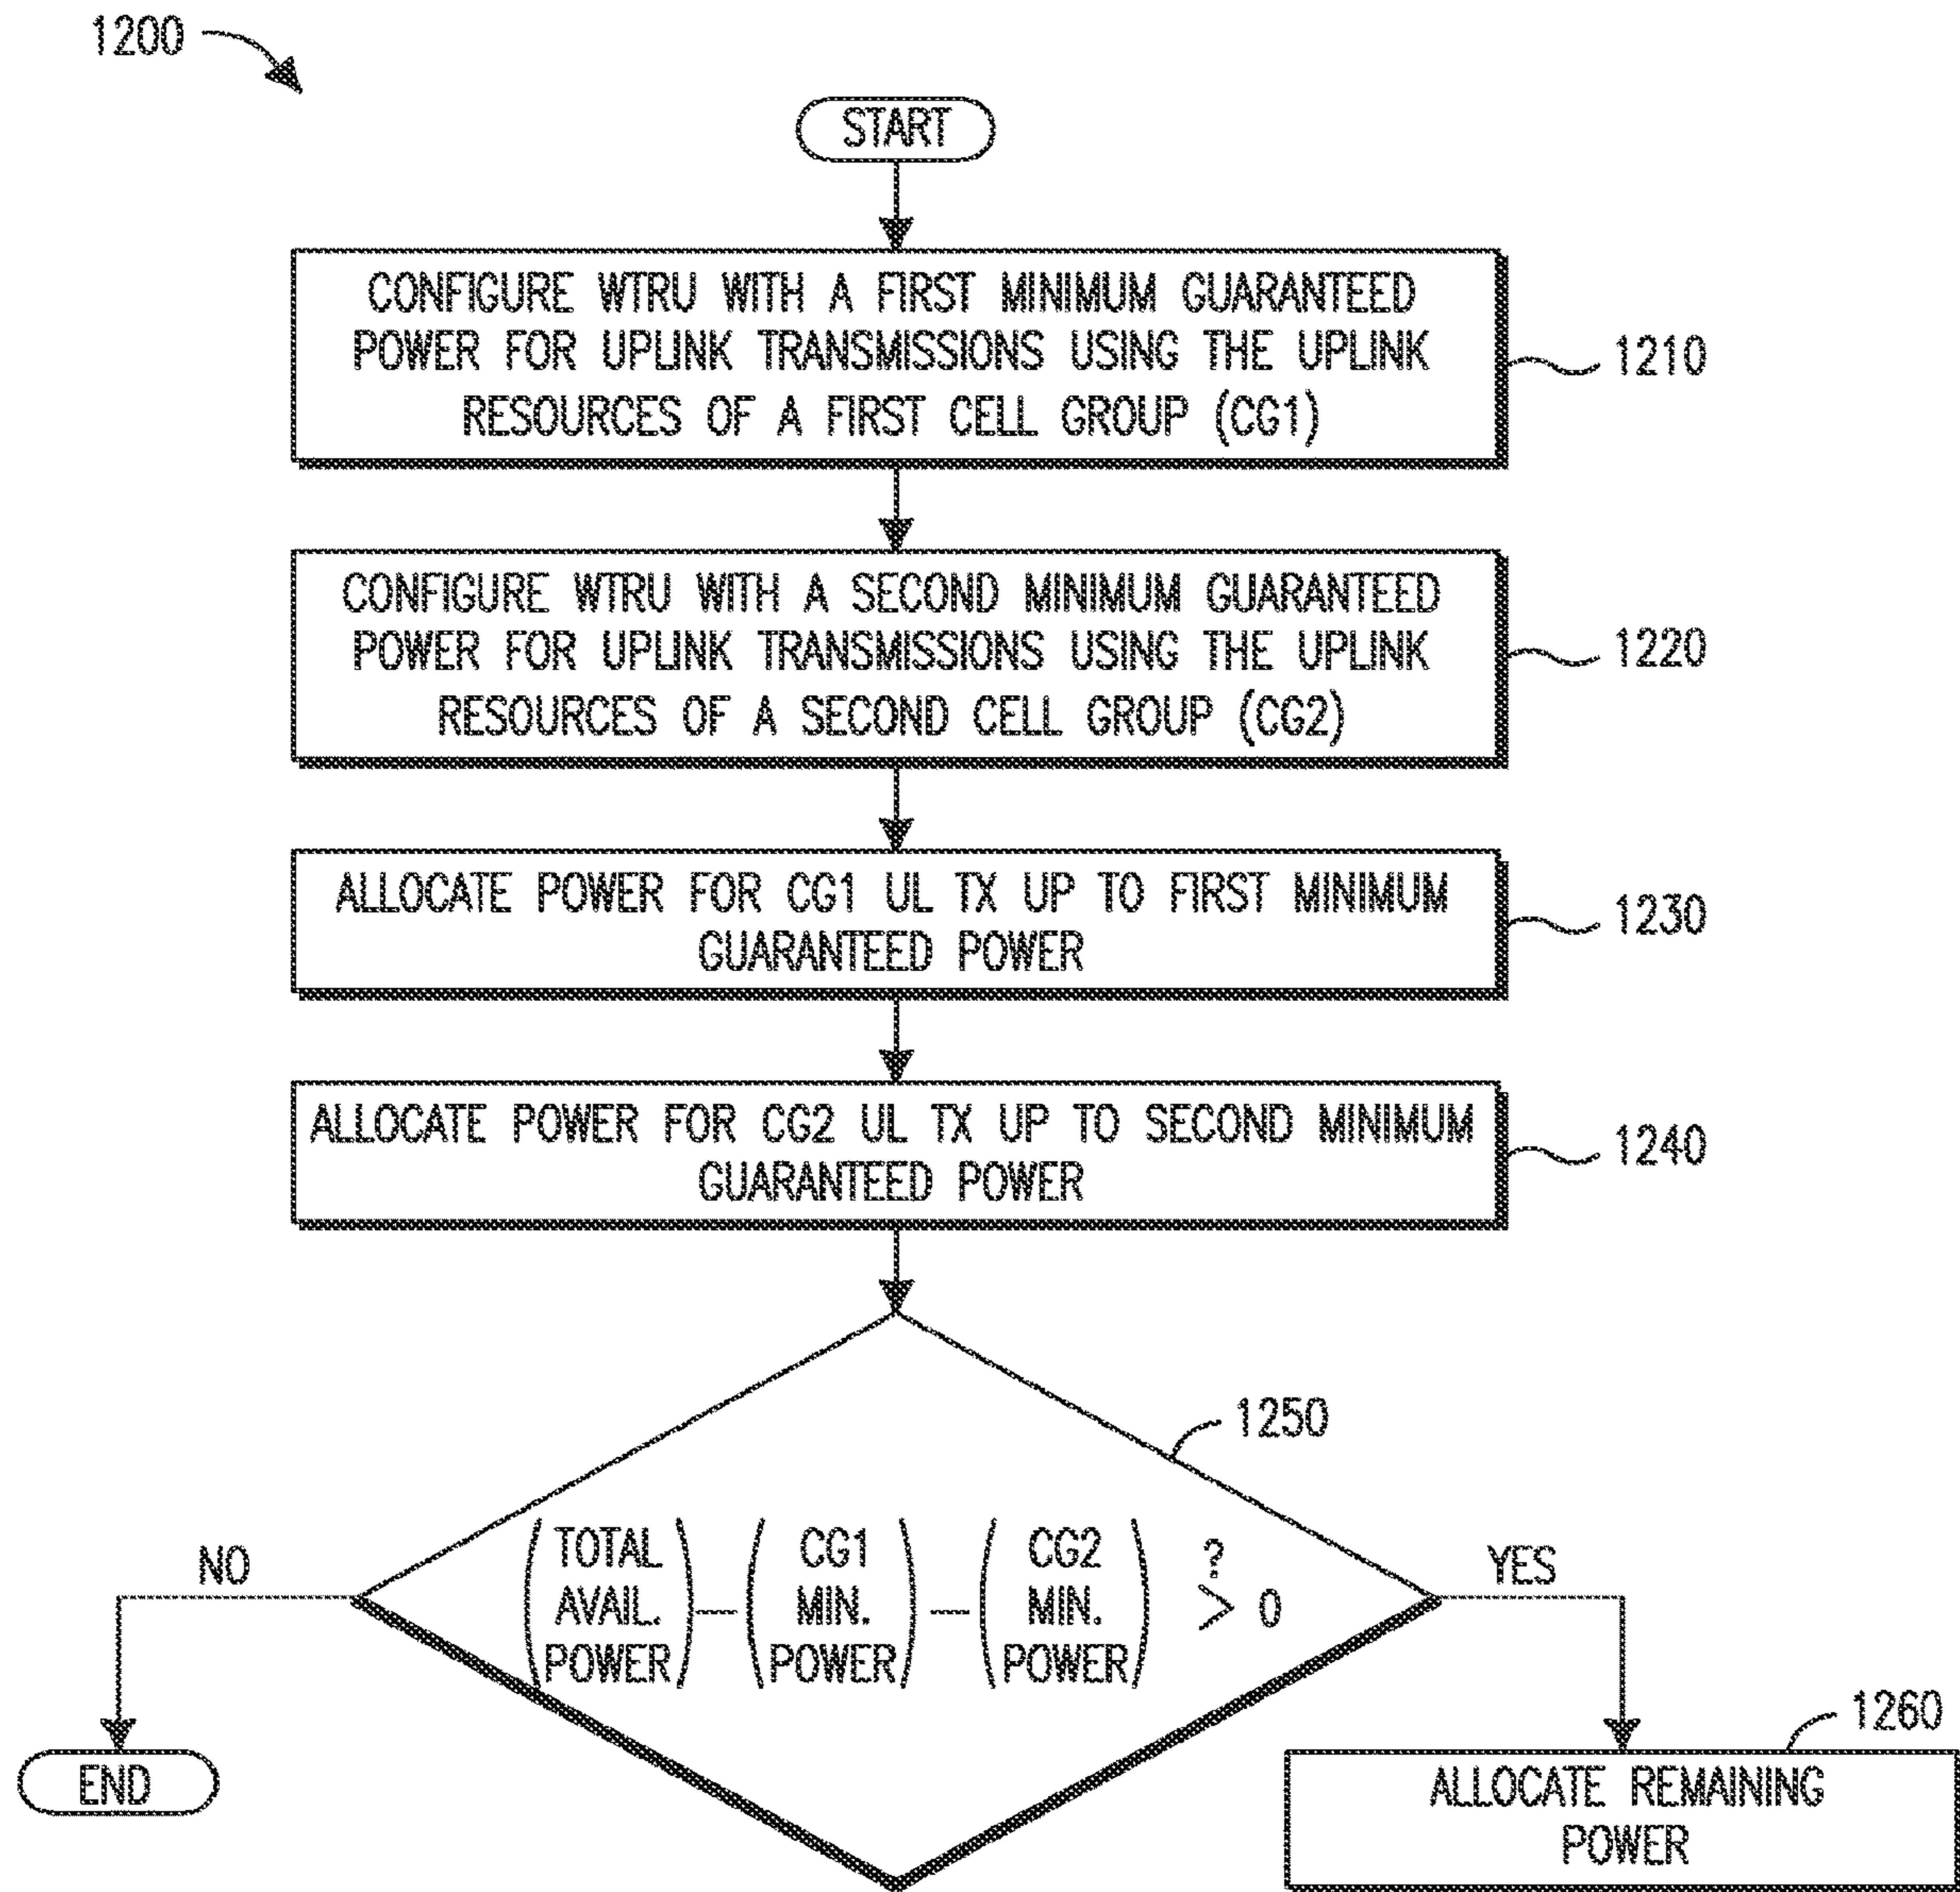 1200
START
CONFIGURE WTRU WITH A FIRST MINIMUM GUARANTEED
POWER FOR UPLINK TRANSMISSIONS USING THE UPLINK
RESOURCES OF A FIRST CELL GROUP (CG1)
1210
CONFIGURE WTRU WITH A SECOND MINIMUM GUARANTEED
POWER FOR UPLINK TRANSMISSIONS USING THE UPLINK
RESOURCES OF A SECOND CELL GROUP (CG2)
1220
ALLOCATE POWER FOR CG1 UL TX UP TO FIRST MINIMUM
GUARANTEED POWER
1230
ALLOCATE POWER FOR CG2 UL TX UP TO SECOND MINIMUM
GUARANTEED POWER
1240
1250
(TOTAL
AVAIL.
POWER)
—
(CG1
MIN.
POWER)
—
(CG2
MIN.
POWER)
?
> 0
NO
END
YES
1260
ALLOCATE REMAINING
POWER